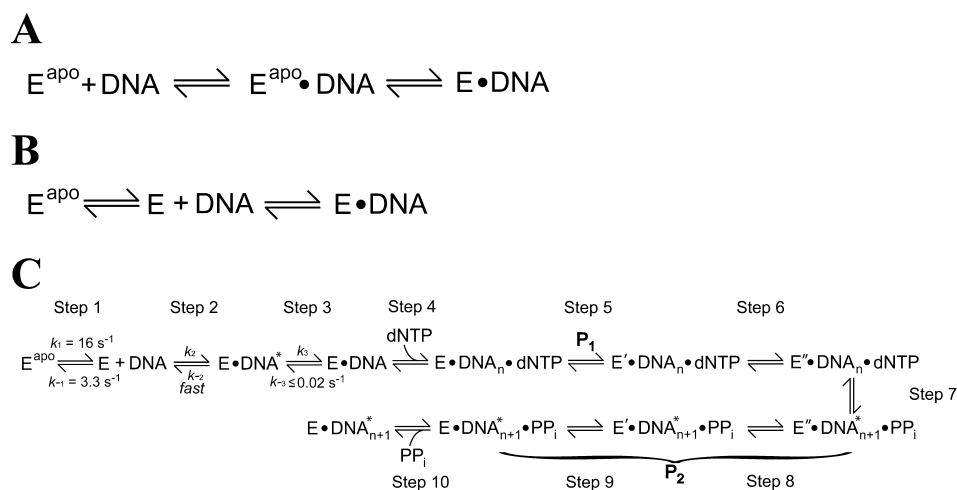 A
E^apo + DNA ⇌ E^apo•DNA ⇌ E•DNA
B
E^apo ⇌ E + DNA ⇌ E•DNA
C
Step 1 Step 2 Step 3 Step 4 Step 5 Step 6
k₁ = 16 s⁻¹ k₂ k₃ dNTP P₁
E^apo ⇌ E + DNA ⇌ E•DNA* ⇌ E•DNA ⇌ E•DNAₙ•dNTP ⇌ E′•DNAₙ•dNTP ⇌ E″•DNAₙ•dNTP
k₋₁ = 3.3 s⁻¹ k₋₂ fast k₋₃ ≤ 0.02 s⁻¹
Step 7
E•DNA*ₙ₊₁ ⇌ E•DNA*ₙ₊₁•PPᵢ ⇌ E′•DNA*ₙ₊₁•PPᵢ ⇌ E″•DNA*ₙ₊₁•PPᵢ
PPᵢ P₂
Step 10 Step 9 Step 8